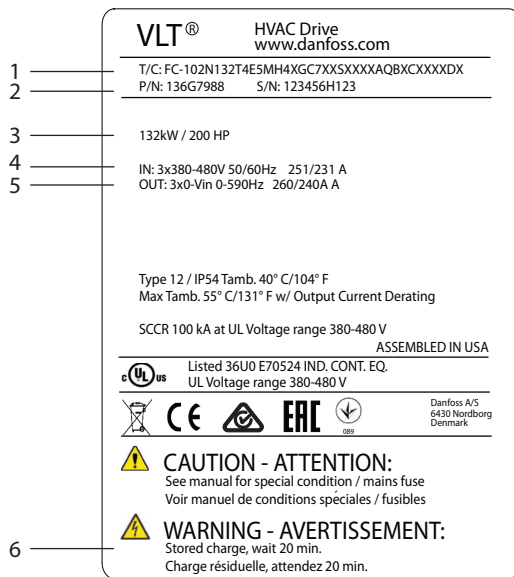 VLT® HVAC Drive
www.danfoss.com
1 T/C: FC-102N132T4E5MH4XGC7XXSXXXXAQBXCXXXXDX
2 P/N: 136G7988 S/N: 123456H123
3 132kW / 200 HP
4 IN: 3x380-480V 50/60Hz 251/231 A
5 OUT: 3x0-Vin 0-590Hz 260/240A A
Type 12 / IP54 Tamb. 40° C/104° F
Max Tamb. 55° C/131° F w/ Output Current Derating
SCCR 100 kA at UL Voltage range 380-480 V
ASSEMBLED IN USA
c UL us Listed 36U0 E70524 IND. CONT. EQ.
UL Voltage range 380-480 V
CE EAC 089
Danfoss A/S
6430 Nordborg
Denmark
CAUTION - ATTENTION:
See manual for special condition / mains fuse
Voir manuel de conditions spéciales / fusibles
WARNING - AVERTISSEMENT:
6 Stored charge, wait 20 min.
Charge résiduelle, attendez 20 min.